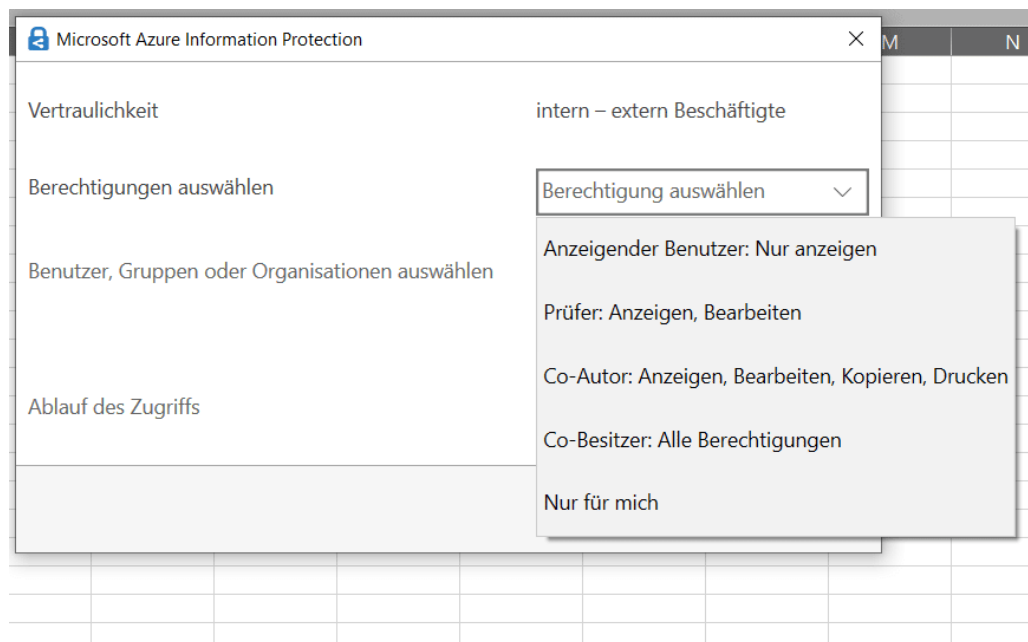 Microsoft Azure Information Protection
M N
Vertraulichkeit intern – extern Beschäftigte
Berechtigungen auswählen Berechtigung auswählen
Anzeigender Benutzer: Nur anzeigen
Benutzer, Gruppen oder Organisationen auswählen
Prüfer: Anzeigen, Bearbeiten
Co-Autor: Anzeigen, Bearbeiten, Kopieren, Drucken
Ablauf des Zugriffs
Co-Besitzer: Alle Berechtigungen
Nur für mich